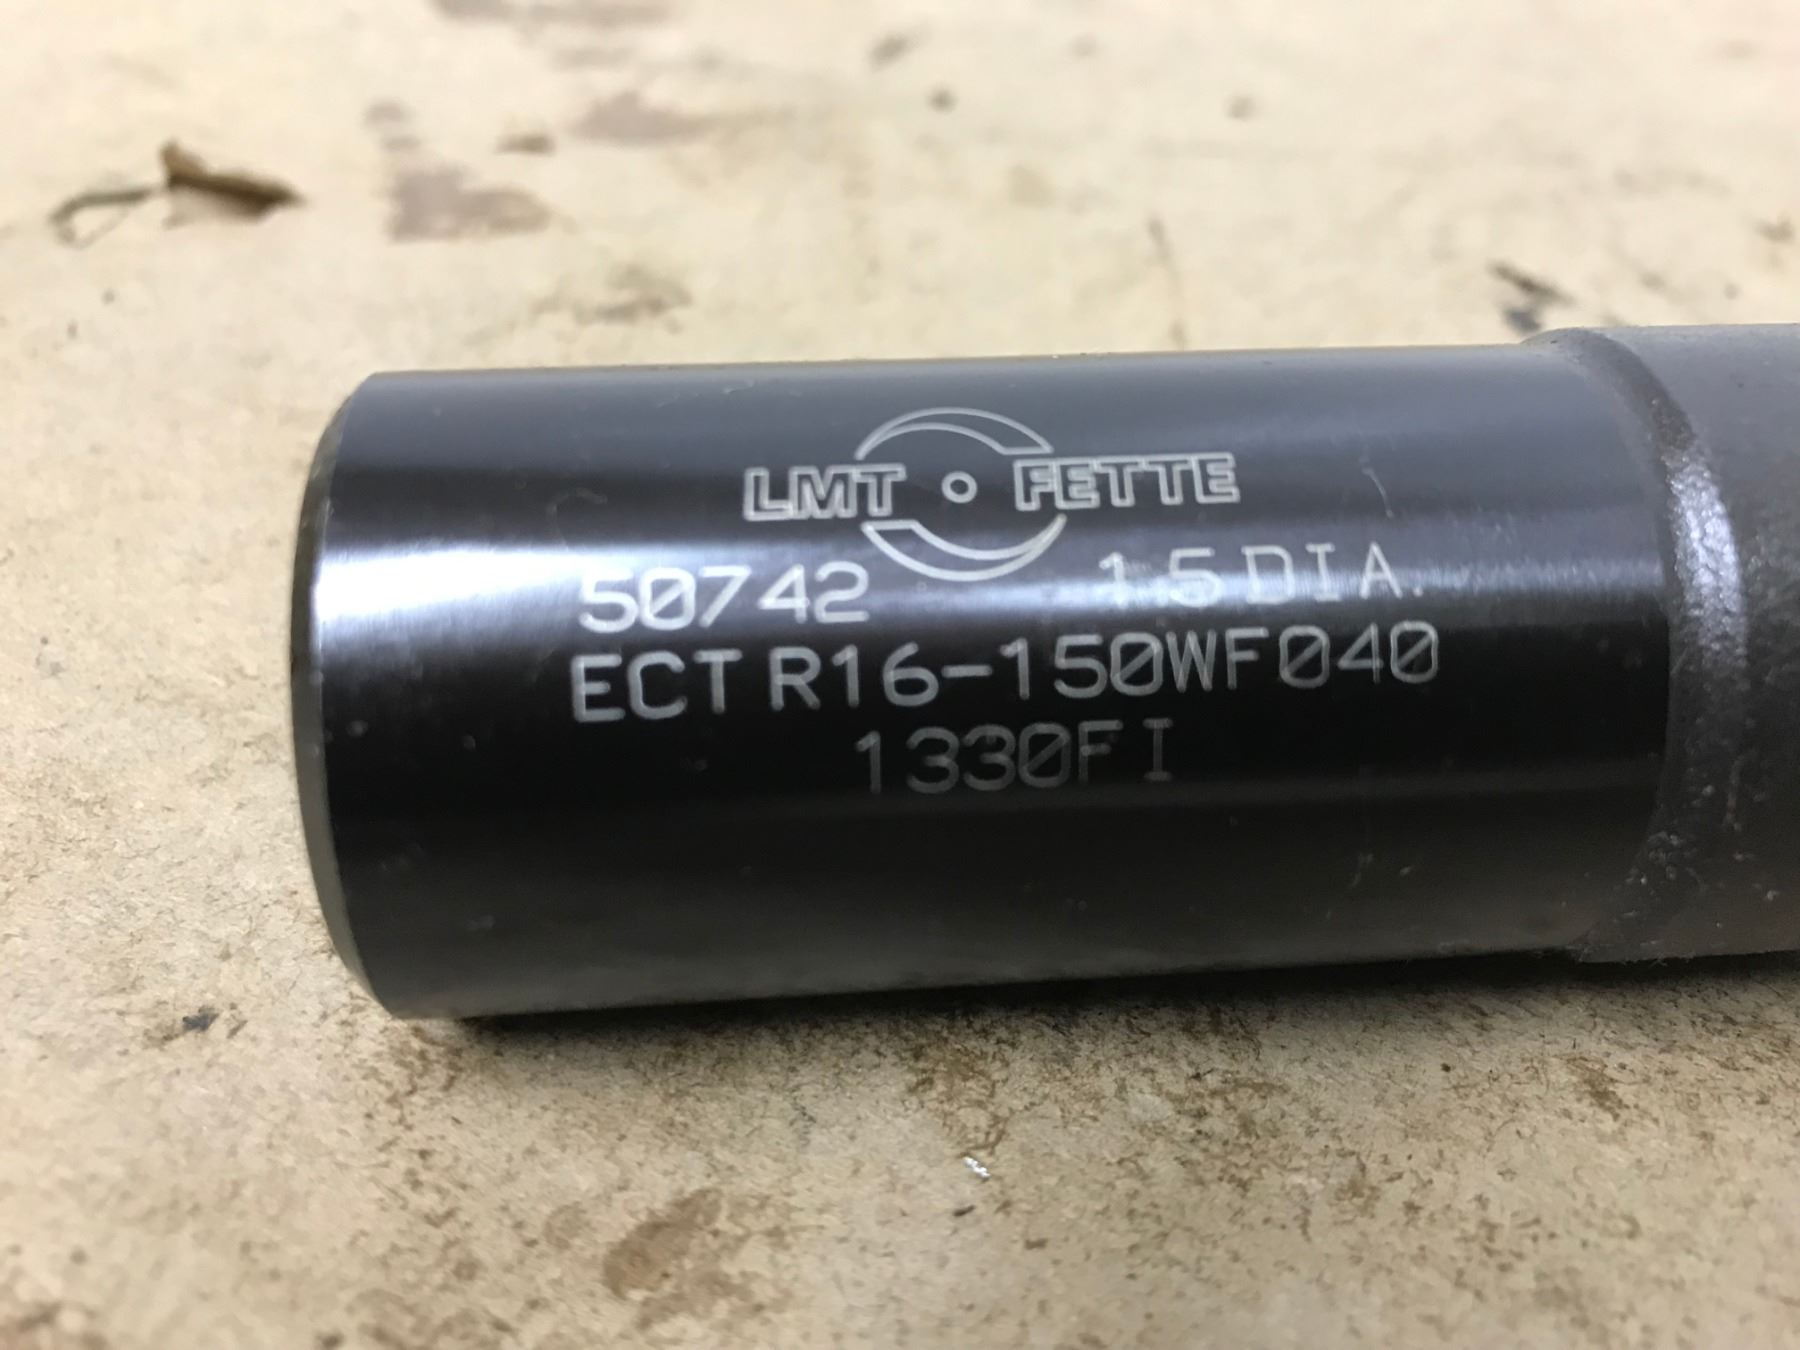 LMT FETTE
50742 1.5 DIA.
ECT R16-150WF040
1330FI